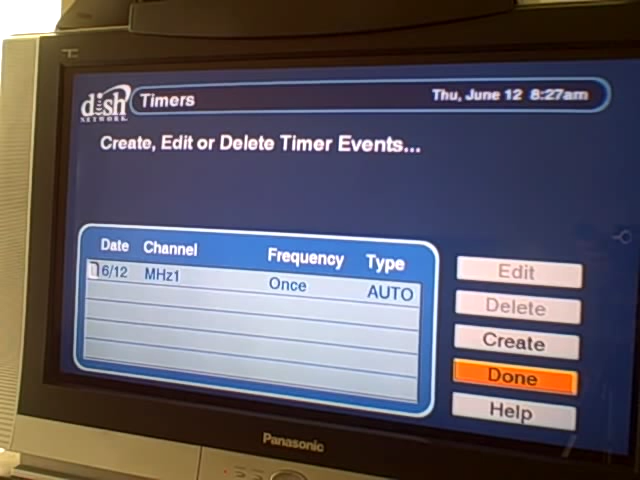 dish
NETWORK
Timers
Thu, June 12 8:27am
Create, Edit or Delete Timer Events...
Date Channel Frequency Type
6/12 MHz1 Once AUTO
Edit
Delete
Create
Done
Help
Panasonic